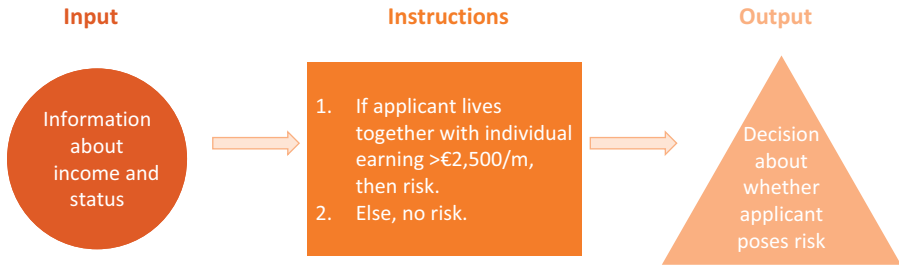 Input
Instructions
Output
Information
about
income and
status
1. If applicant lives
together with individual
earning >€2,500/m,
then risk.
2. Else, no risk.
Decision
about
whether
applicant
poses risk